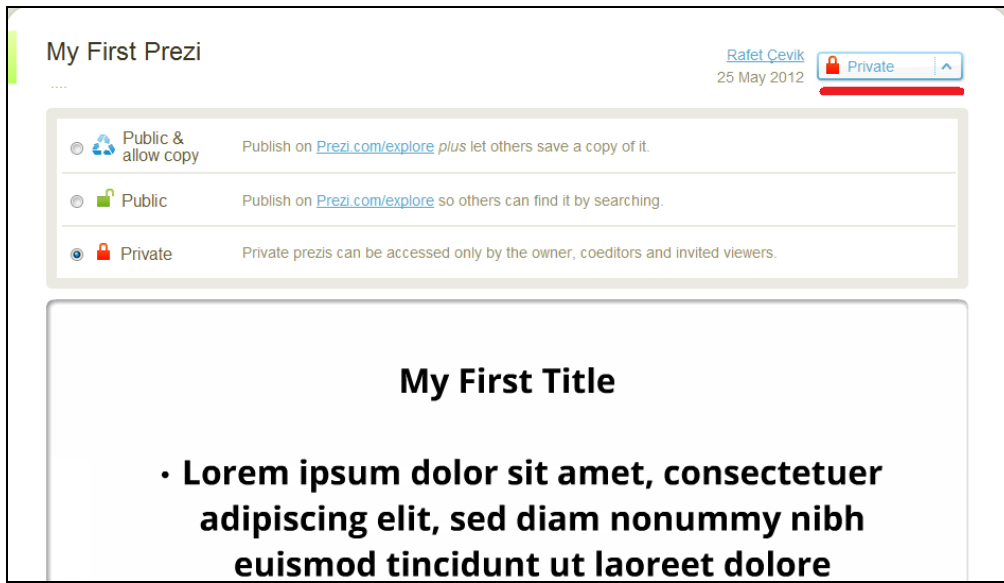 My First Prezi
....
Rafet Çevik
25 May 2012
Private
Public &
allow copy
Publish on Prezi.com/explore plus let others save a copy of it.
Public
Publish on Prezi.com/explore so others can find it by searching.
Private
Private prezis can be accessed only by the owner, coeditors and invited viewers.
My First Title
• Lorem ipsum dolor sit amet, consectetuer
adipiscing elit, sed diam nonummy nibh
euismod tincidunt ut laoreet dolore